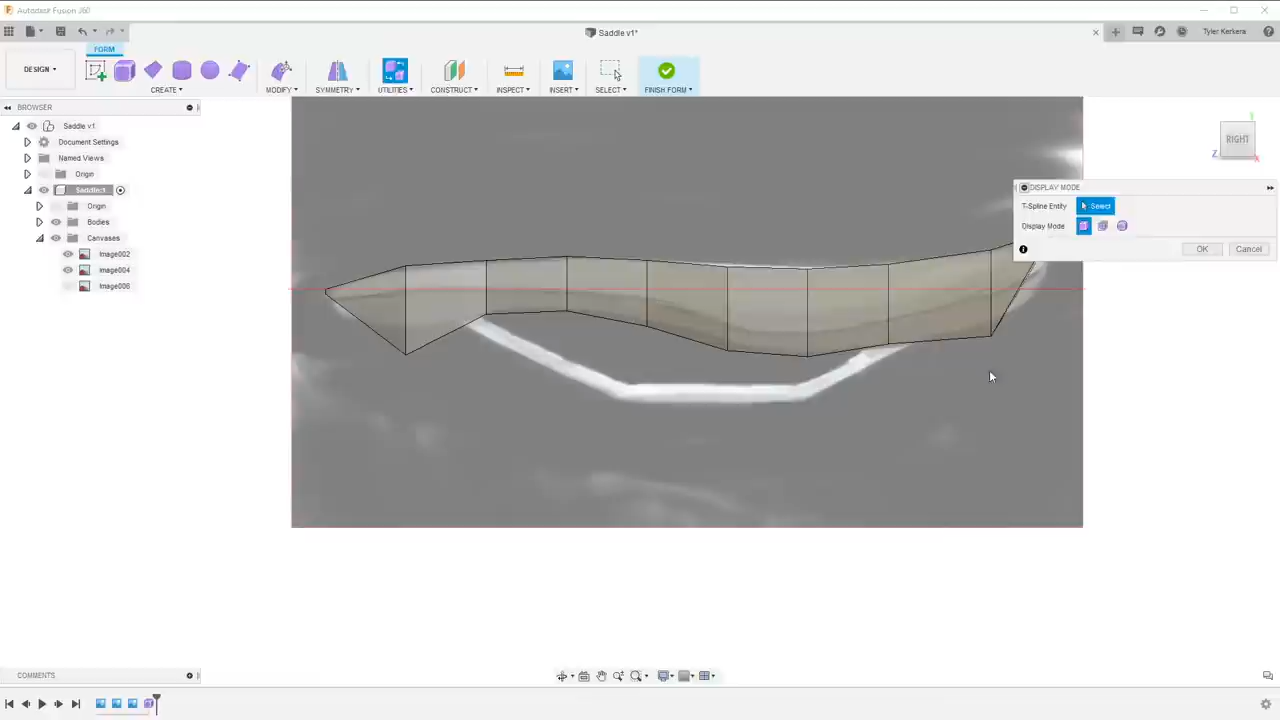 Autodesk Fusion 360
Saddle v1*
Tyler Kerkera
FORM
DESIGN
CREATE
MODIFY
SYMMETRY
UTILITIES
CONSTRUCT
INSPECT
INSERT
SELECT
FINISH FORM
BROWSER
Saddle v1
Document Settings
Named Views
Origin
Saddle:1
Origin
Bodies
Canvases
Image002
Image004
Image006
RIGHT
Z
X
Y
DISPLAY MODE
T-Spline Entity
Select
Display Mode
OK
Cancel
COMMENTS